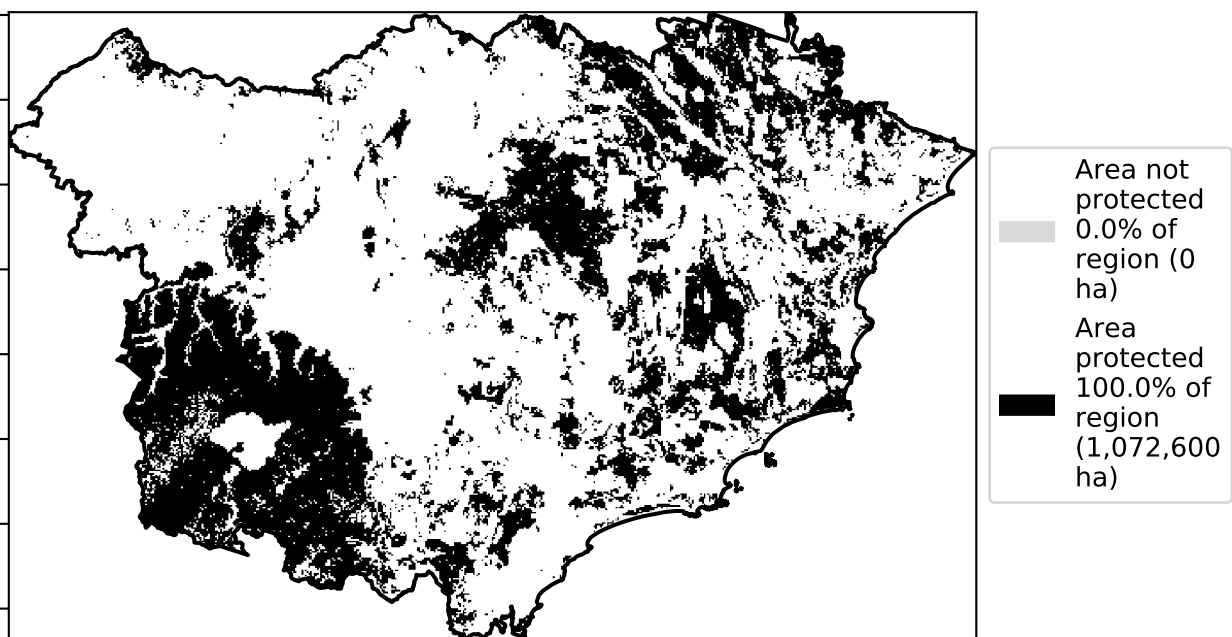 Area not
protected
0.0% of
region (0
ha)
Area
protected
100.0% of
region
(1,072,600
ha)